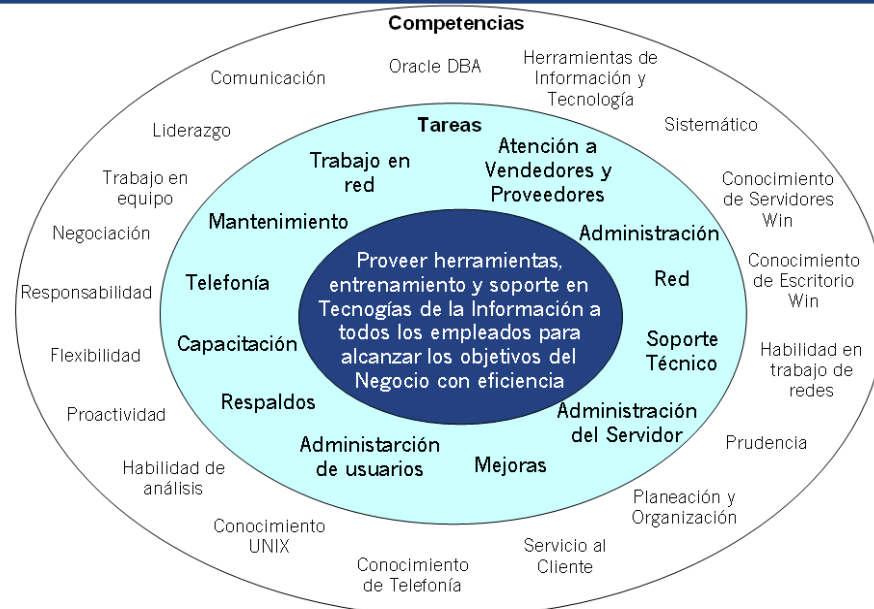 Competencias
Comunicación
Oracle DBA
Herramientas de
Información y
Tecnología
Liderazgo
Sistemático
Trabajo en
equipo
Conocimiento
de Servidores
Win
Negociación
Conocimiento
de Escritorio
Win
Responsabilidad
Flexibilidad
Habilidad en
trabajo de
redes
Proactividad
Prudencia
Habilidad de
análisis
Planeación y
Organización
Conocimiento
UNIX
Servicio al
Cliente
Conocimiento
de Telefonía
Tareas
Trabajo en
red
Atención a
Vendedores y
Proveedores
Mantenimiento
Administración
Telefonía
Red
Capacitación
Soporte
Técnico
Respaldos
Administración
del Servidor
Administarción
de usuarios
Mejoras
Proveer herramientas,
entrenamiento y soporte en
Tecnogías de la Información a
todos los empleados para
alcanzar los objetivos del
Negocio con eficiencia